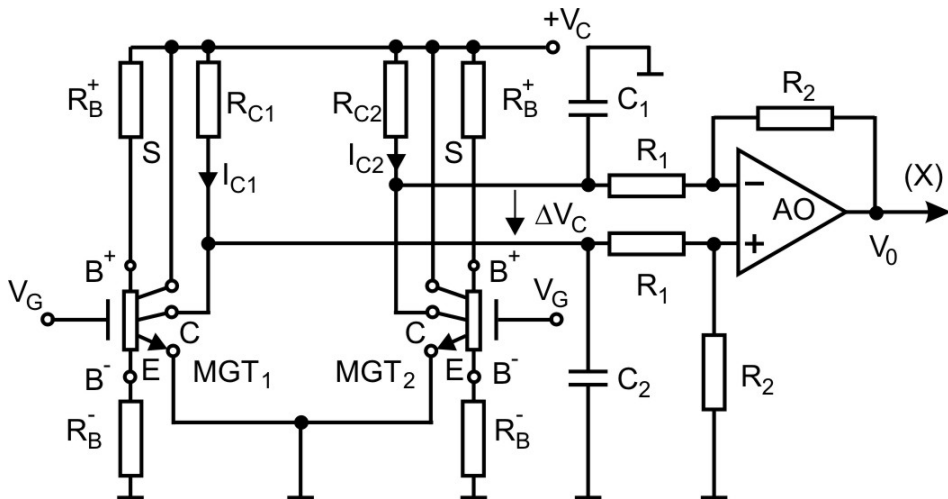 +V_C
R_B^+
R_C1
R_C2
R_B^+
C_1
R_2
S
I_C1
I_C2
S
R_1
(X)
ΔV_C
−
AO
+
V_0
B^+
B^+
R_1
V_G
V_G
C
C
B^-
E
MGT_1
MGT_2
E
B^-
C_2
R_2
R_B^-
R_B^-